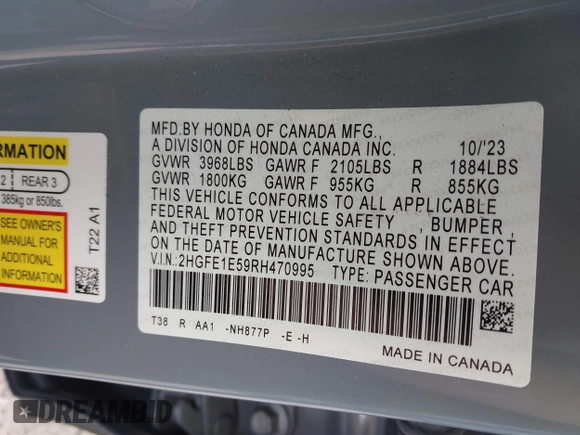 RMATION
2 REAR 3
385kg or 850lbs.
SEE OWNER'S
MANUAL FOR
ADDITIONAL
INFORMATION
T22 A1
MFD.BY HONDA OF CANADA MFG.,
A DIVISION OF HONDA CANADA INC. 10/'23
GVWR 3968LBS GAWR F 2105LBS R 1884LBS
GVWR 1800KG GAWR F 955KG R 855KG
THIS VEHICLE CONFORMS TO ALL APPLICABLE
FEDERAL MOTOR VEHICLE SAFETY , BUMPER ,
AND THEFT PREVENTION STANDARDS IN EFFECT
ON THE DATE OF MANUFACTURE SHOWN ABOVE.
V.I.N.:2HGFE1E59RH470995 TYPE: PASSENGER CAR
T38 R AA1 -NH877P -E -H
MADE IN CANADA
DREAMBID